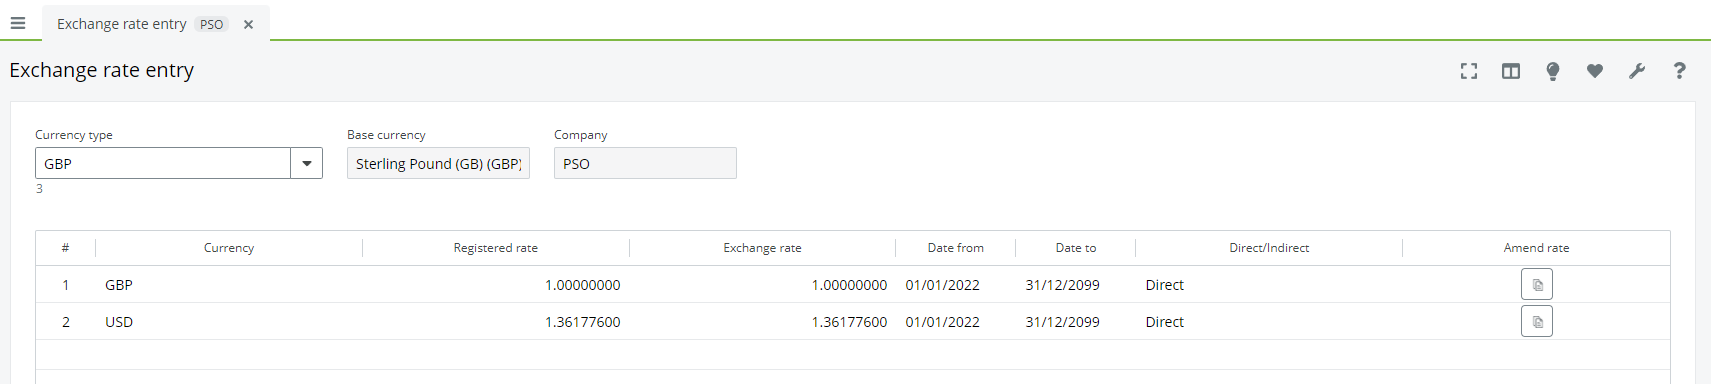 Exchange rate entry PSO
Exchange rate entry
Currency type Base currency Company
GBP Sterling Pound (GB) (GBP) PSO
3
# Currency Registered rate Exchange rate Date from Date to Direct/Indirect Amend rate
1 GBP 1.00000000 1.00000000 01/01/2022 31/12/2099 Direct
2 USD 1.36177600 1.36177600 01/01/2022 31/12/2099 Direct